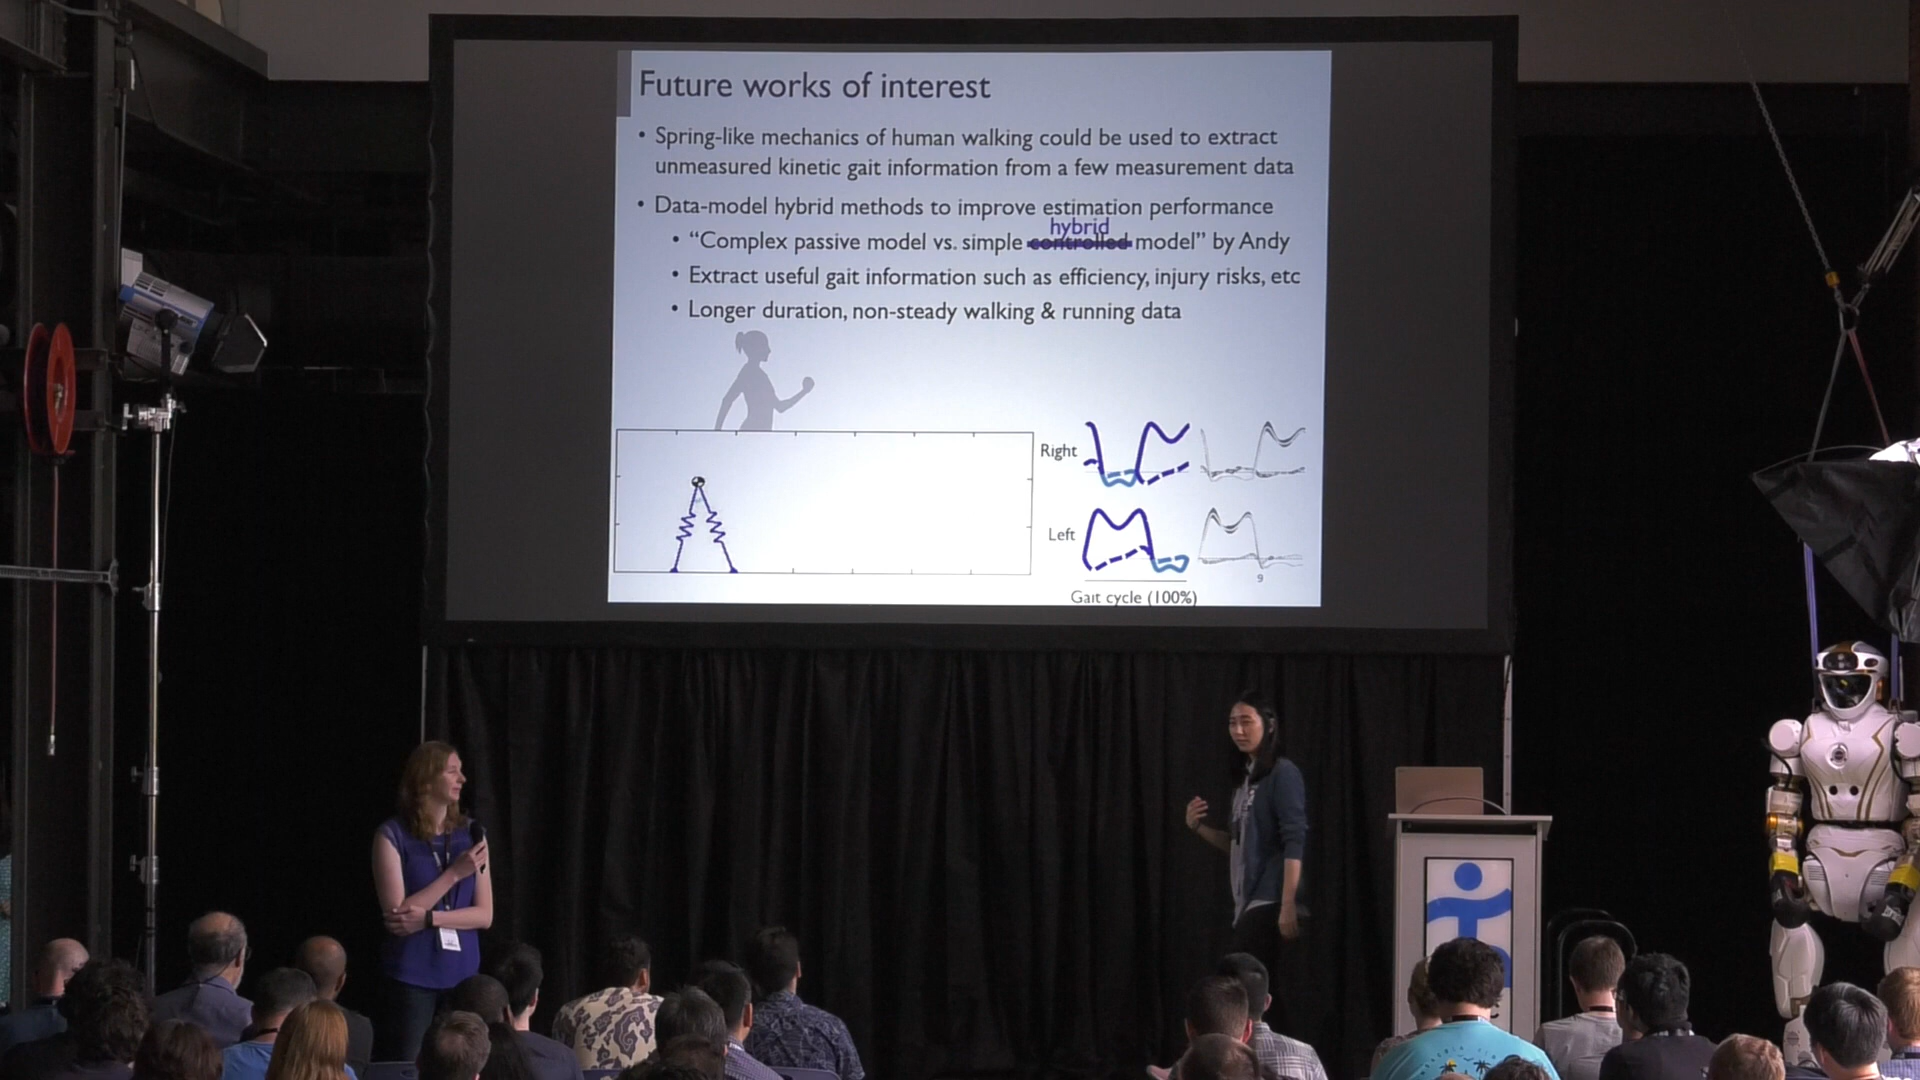 Future works of interest
• Spring-like mechanics of human walking could be used to extract
unmeasured kinetic gait information from a few measurement data
• Data-model hybrid methods to improve estimation performance
hybrid
• “Complex passive model vs. simple controlled model” by Andy
• Extract useful gait information such as efficiency, injury risks, etc
• Longer duration, non-steady walking & running data
Right
Left
9
Gait cycle (100%)